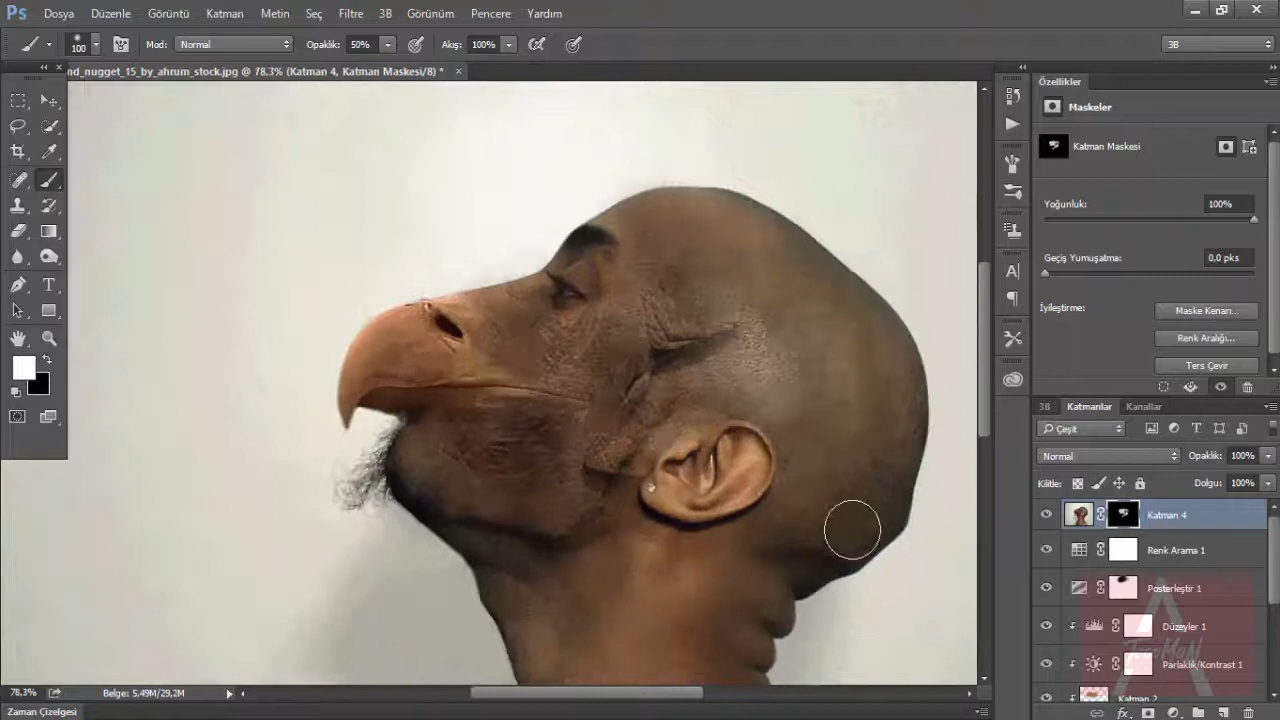 Ps Dosya Düzenle Görüntü Katman Metin Seç Filtre 3B Görünüm Pencere Yardım
100 Mod: Normal Opaklık: 50% Akış: 100% 3B
nd_nugget_15_by_ahrum_stock.jpg @ 78.3% (Katman 4, Katman Maskesi/8) *
Özellikler
Maskeler
Katman Maskesi
Yoğunluk: 100%
Geçiş Yumuşatma: 0,0 pks
İyileştirme: Maske Kenarı...
Renk Aralığı...
Ters Çevir
3B Katmanlar Kanallar
Çeşit
Normal Opaklık: 100%
Kilitle: Dolgu: 100%
Katman 4
Renk Arama 1
Posterleştir 1
Düzeyler 1
Parlaklık/Kontrast 1
Katman 2
78,3% Belge: 5.49M/29,2M
Zaman Çizelgesi